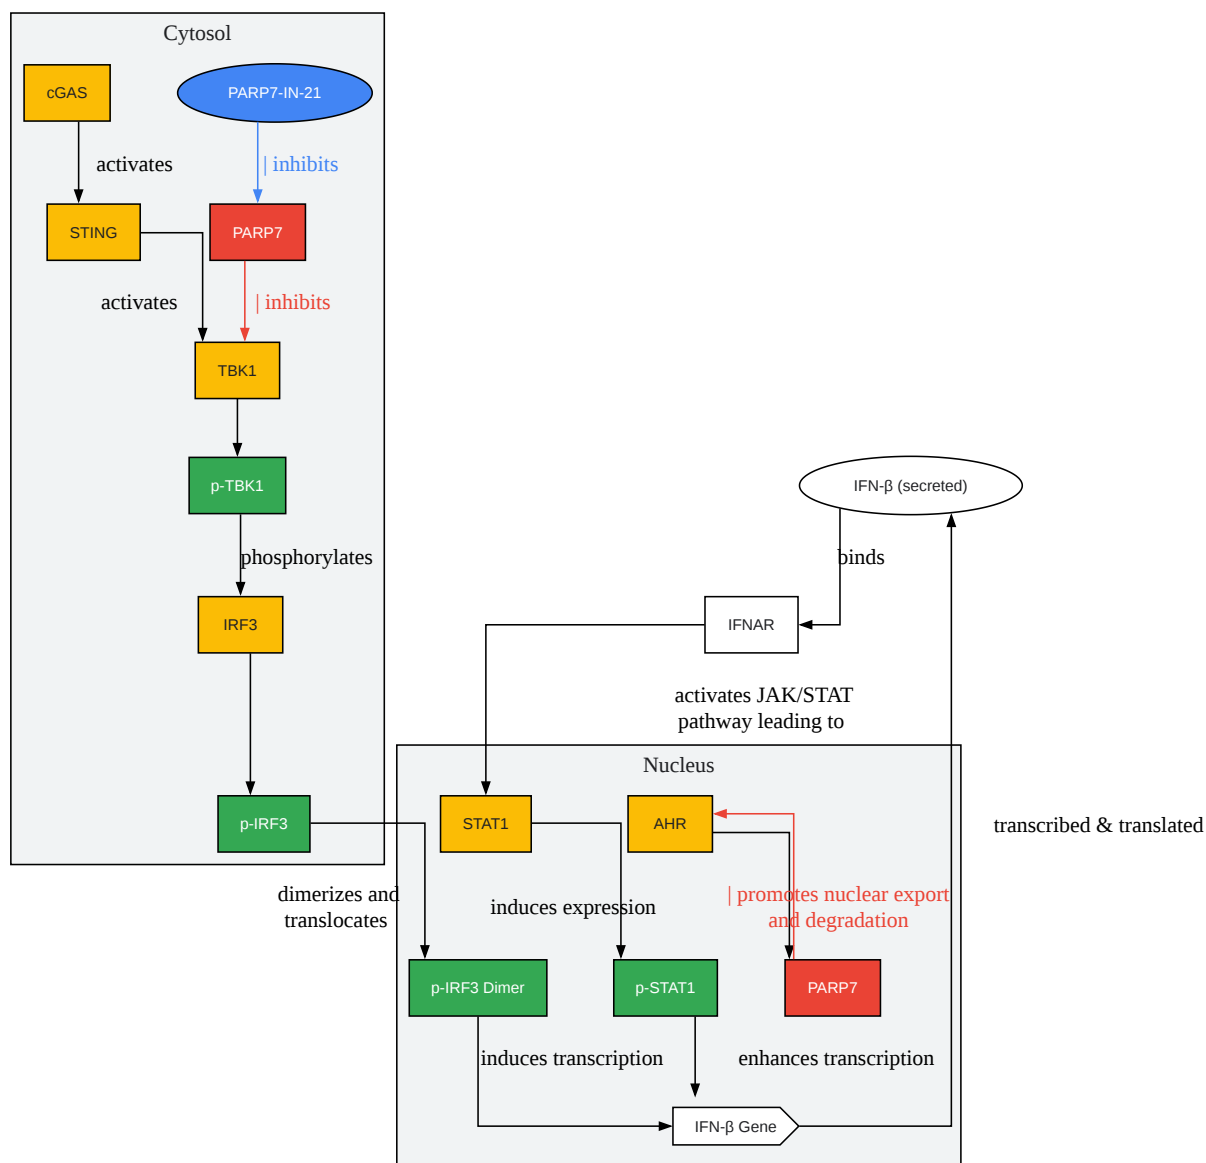 Cytosol
cGAS
PARP7-IN-21
activates
| inhibits
STING
PARP7
activates
| inhibits
TBK1
p-TBK1
IFN-β (secreted)
phosphorylates
binds
IRF3
IFNAR
activates JAK/STAT
pathway leading to
Nucleus
p-IRF3
STAT1
AHR
transcribed & translated
dimerizes and
translocates
induces expression
| promotes nuclear export
and degradation
p-IRF3 Dimer
p-STAT1
PARP7
induces transcription
enhances transcription
IFN-β Gene